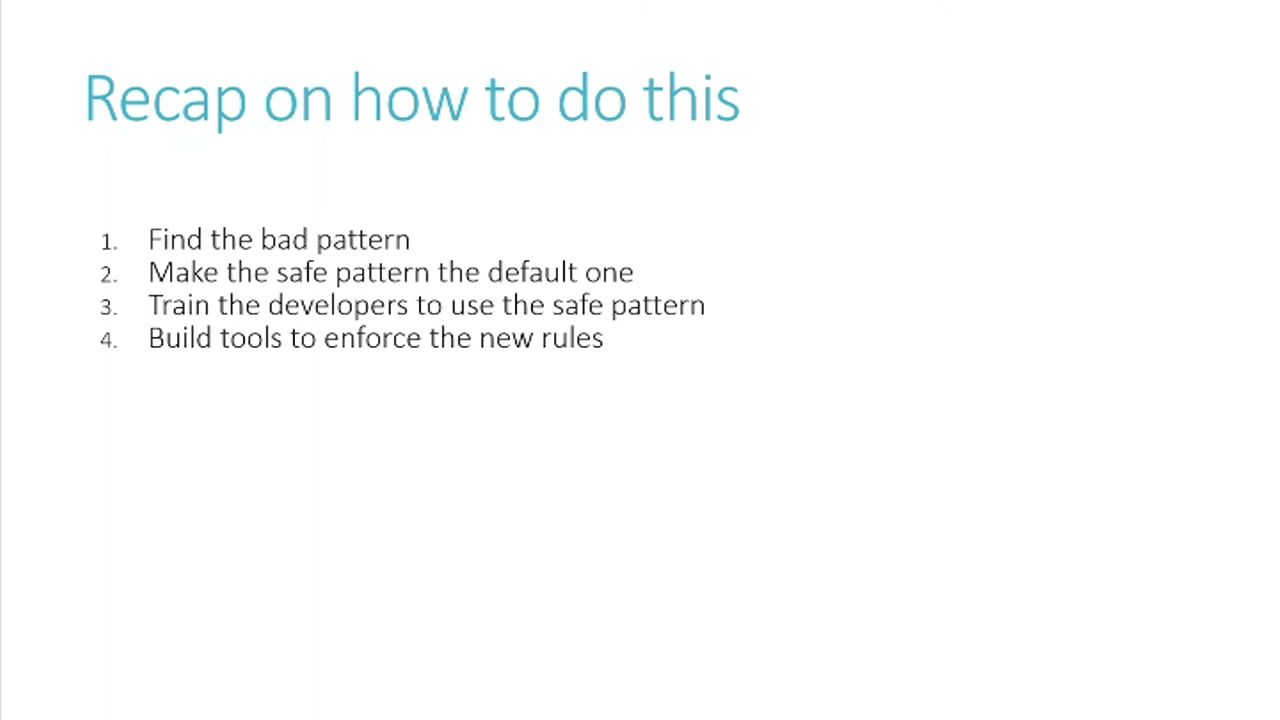 Recap on how to do this
1. Find the bad pattern
2. Make the safe pattern the default one
3. Train the developers to use the safe pattern
4. Build tools to enforce the new rules